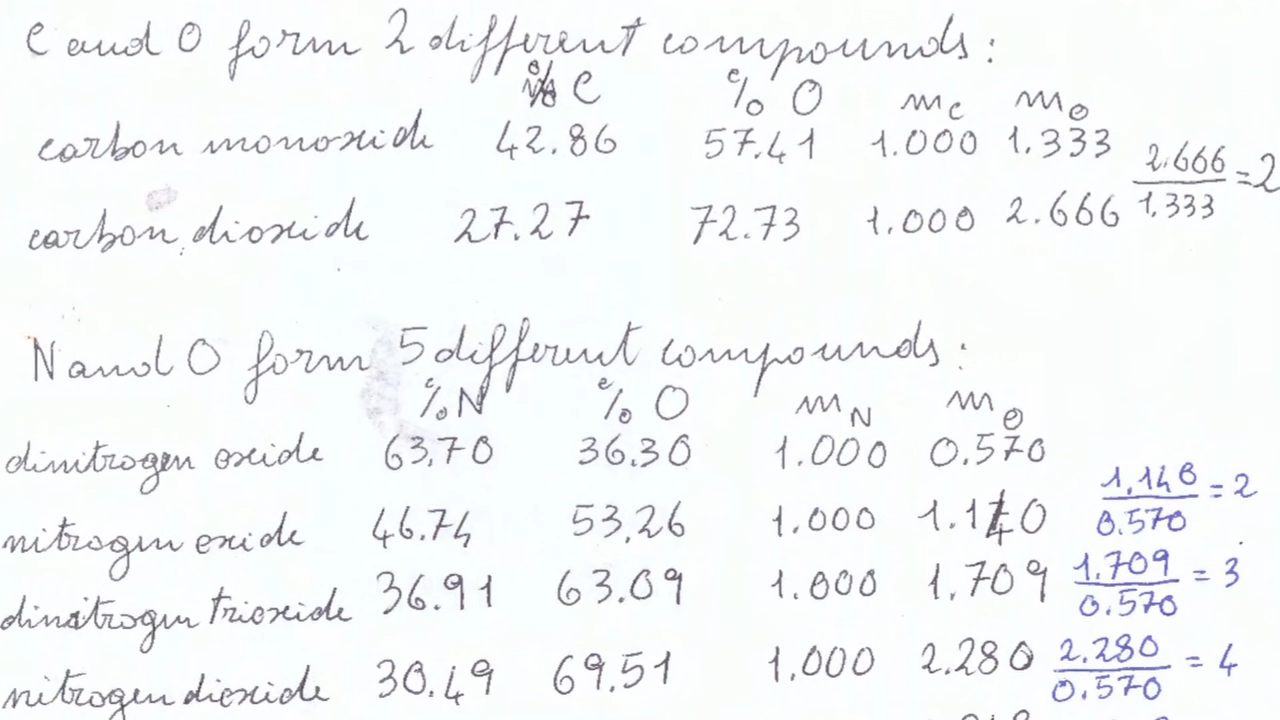 C and O form 2 different compounds:
% C % O mC mO
carbon monoxide 42.86 57.41 1.000 1.333 2.666/1.333 = 2
carbon dioxide 27.27 72.73 1.000 2.666
N and O form 5 different compounds:
% N % O mN mO
dinitrogen oxide 63.70 36.30 1.000 0.570
nitrogen oxide 46.74 53.26 1.000 1.140 1.140/0.570 = 2
dinitrogen trioxide 36.91 63.09 1.000 1.709 1.709/0.570 = 3
nitrogen dioxide 30.49 69.51 1.000 2.280 2.280/0.570 = 4